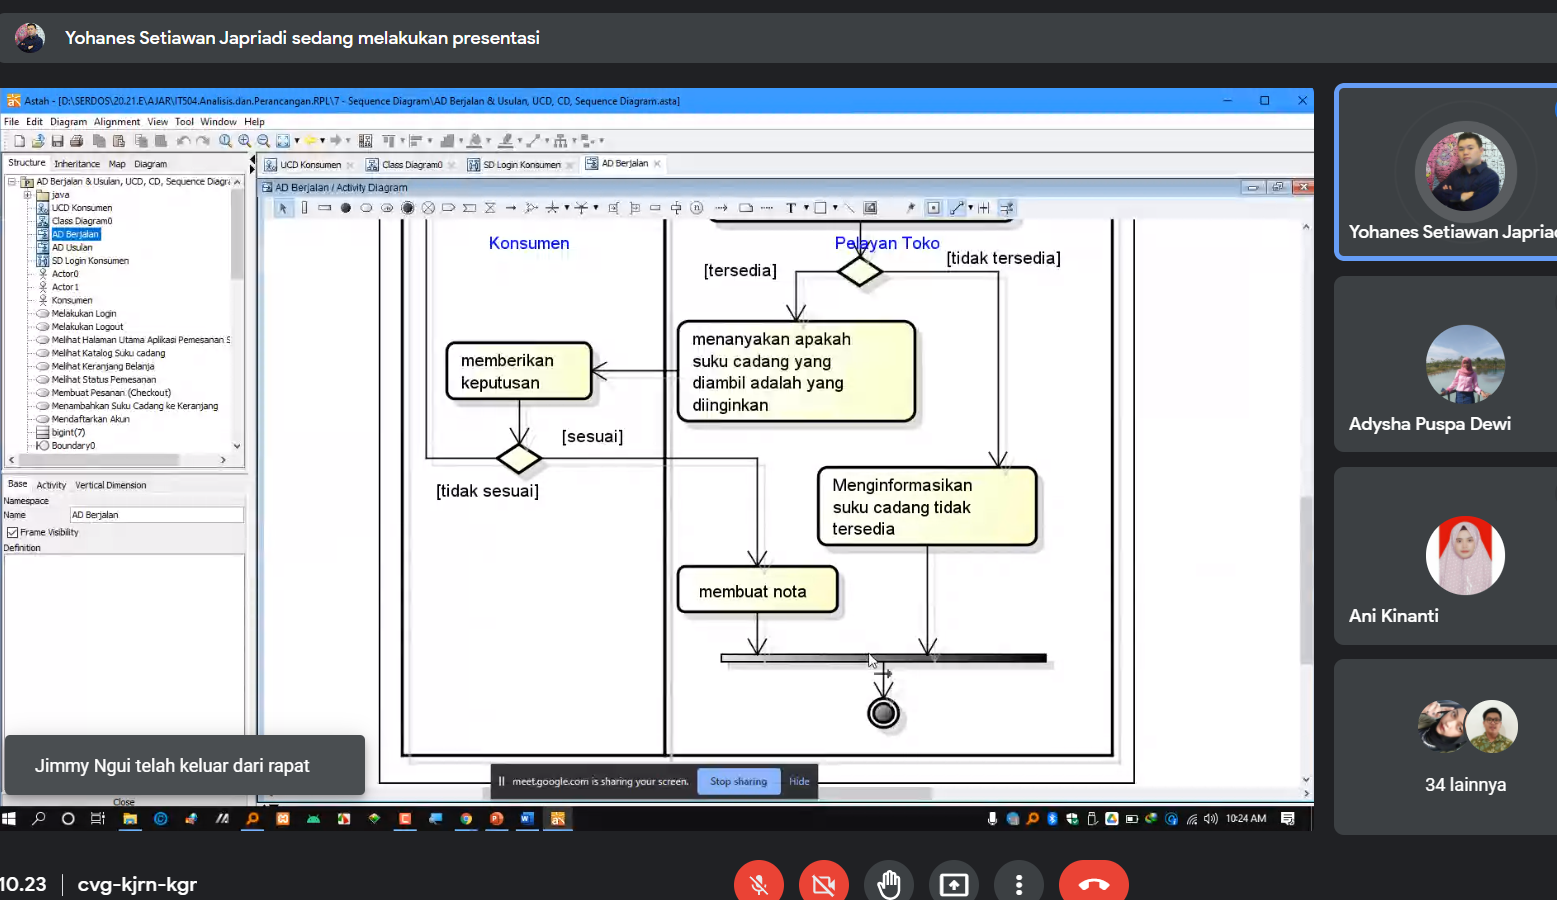 Yohanes Setiawan Japriadi sedang melakukan presentasi
Astah - [D:\SERDOS\20.21.E\AJAR\IT504.Analisis.dan.Perancangan.RPL\7 - Sequence Diagram\AD Berjalan & Usulan, UCD, CD, Sequence Diagram.asta]
File Edit Diagram Alignment View Tool Window Help
Structure Inheritance Map Diagram
AD Berjalan & Usulan, UCD, CD, Sequence Diagra
java
UCD Konsumen
Class Diagram0
AD Berjalan
AD Usulan
SD Login Konsumen
Actor0
Actor1
Konsumen
Melakukan Login
Melakukan Logout
Melihat Halaman Utama Aplikasi Pemesanan S
Melihat Katalog Suku cadang
Melihat Keranjang Belanja
Melihat Status Pemesanan
Membuat Pesanan (Checkout)
Menambahkan Suku Cadang ke Keranjang
Mendaftarkan Akun
bigint(7)
Boundary0
Base Activity Vertical Dimension
Namespace
Name AD Berjalan
Frame Visibility
Definition
Close
UCD Konsumen Class Diagram0 SD Login Konsumen AD Berjalan
AD Berjalan / Activity Diagram
T
Konsumen Pelayan Toko
[tersedia] [tidak tersedia]
menanyakan apakah
suku cadang yang
diambil adalah yang
diinginkan
memberikan
keputusan
[sesuai]
[tidak sesuai]
Menginformasikan
suku cadang tidak
tersedia
membuat nota
Jimmy Ngui telah keluar dari rapat
meet.google.com is sharing your screen. Stop sharing Hide
10:24 AM
Yohanes Setiawan Japriad
Adysha Puspa Dewi
Ani Kinanti
34 lainnya
10.23 cvg-kjrn-kgr